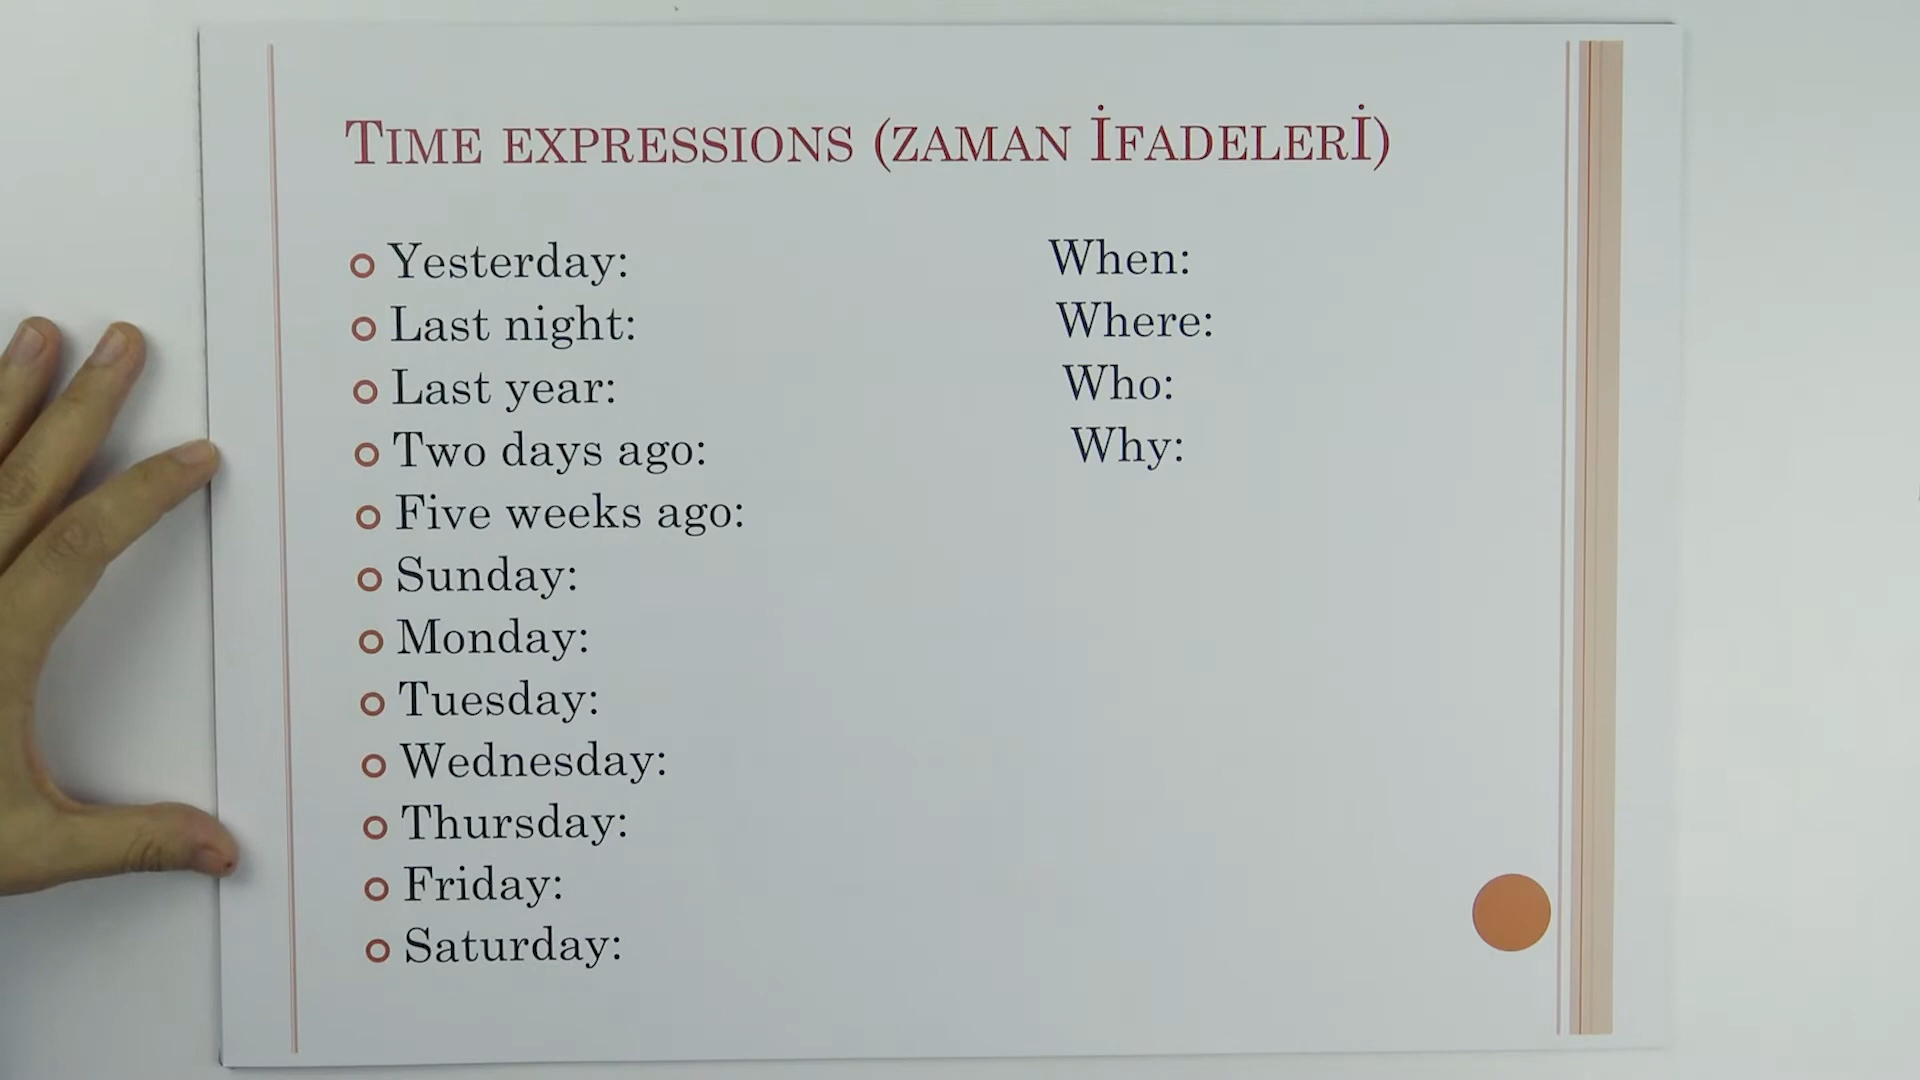 TIME EXPRESSIONS (ZAMAN İFADELERİ)
Yesterday:
Last night:
Last year:
Two days ago:
Five weeks ago:
Sunday:
Monday:
Tuesday:
Wednesday:
Thursday:
Friday:
Saturday:
When:
Where:
Who:
Why: